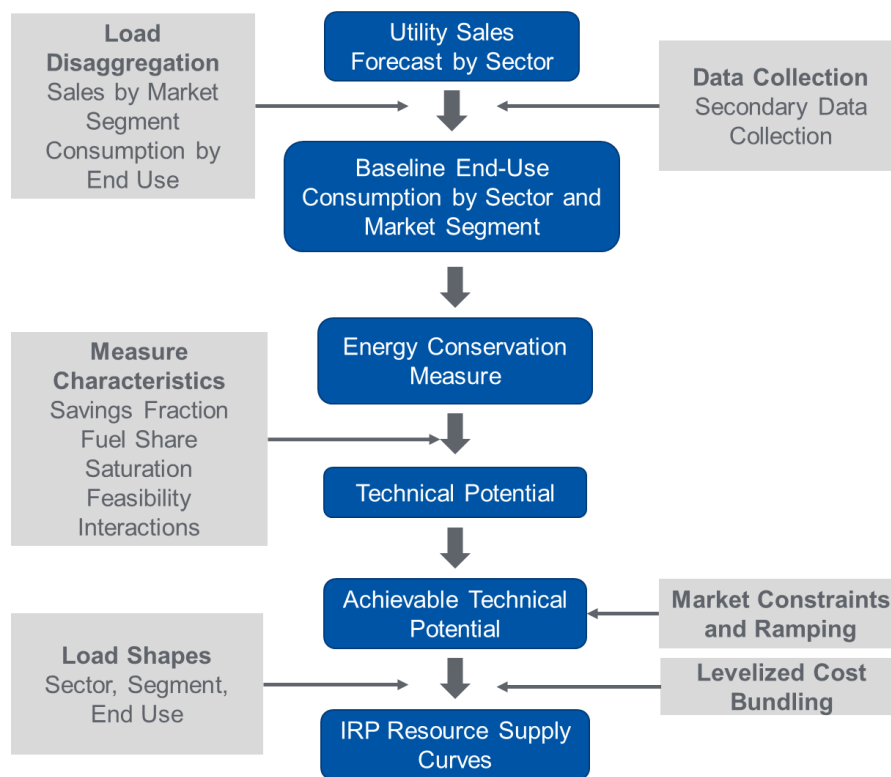 Utility Sales
Forecast by Sector
Load
Disaggregation
Sales by Market
Segment
Consumption by
End Use
Data Collection
Secondary Data
Collection
Baseline End-Use
Consumption by Sector and
Market Segment
Energy Conservation
Measure
Measure
Characteristics
Savings Fraction
Fuel Share
Saturation
Feasibility
Interactions
Technical Potential
Achievable Technical
Potential
Market Constraints
and Ramping
Load Shapes
Sector, Segment,
End Use
Levelized Cost
Bundling
IRP Resource Supply
Curves